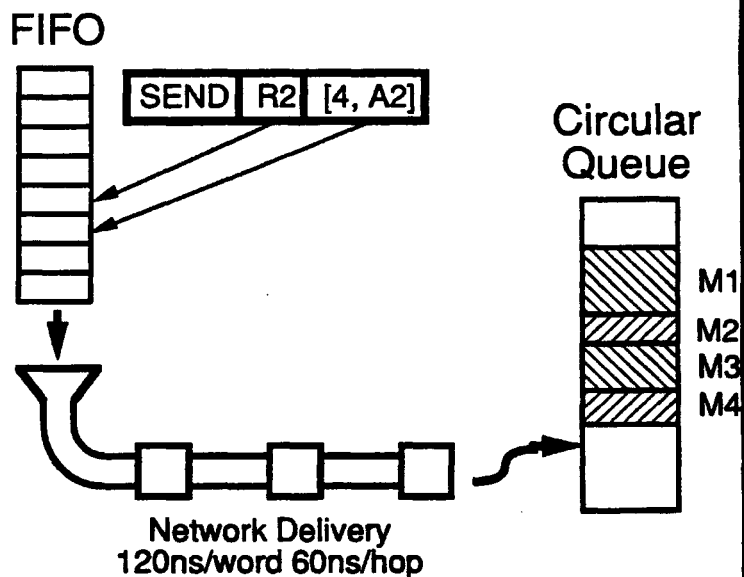 FIFO
SEND R2 [4, A2]
Circular
Queue
M1
M2
M3
M4
Network Delivery
120ns/word 60ns/hop